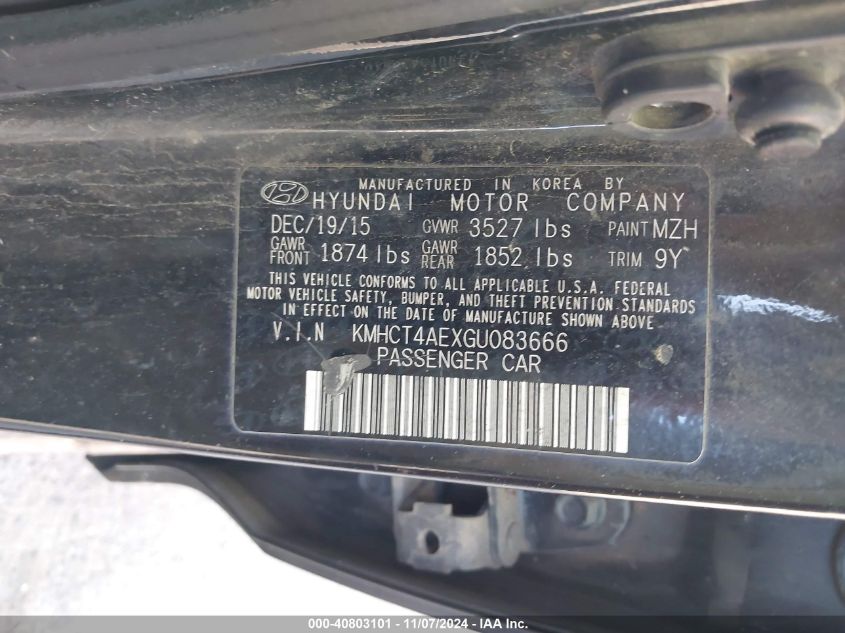 MANUFACTURED IN KOREA BY
HYUNDAI MOTOR COMPANY
DEC/19/15 GVWR 3527 lbs PAINT MZH
GAWR FRONT 1874 lbs GAWR REAR 1852 lbs TRIM 9Y
THIS VEHICLE CONFORMS TO ALL APPLICABLE U.S.A. FEDERAL
MOTOR VEHICLE SAFETY, BUMPER, AND THEFT PREVENTION STANDARDS
IN EFFECT ON THE DATE OF MANUFACTURE SHOWN ABOVE
V.I.N KMHCT4AEXGU083666
PASSENGER CAR
000-40803101 - 11/07/2024 - IAA Inc.